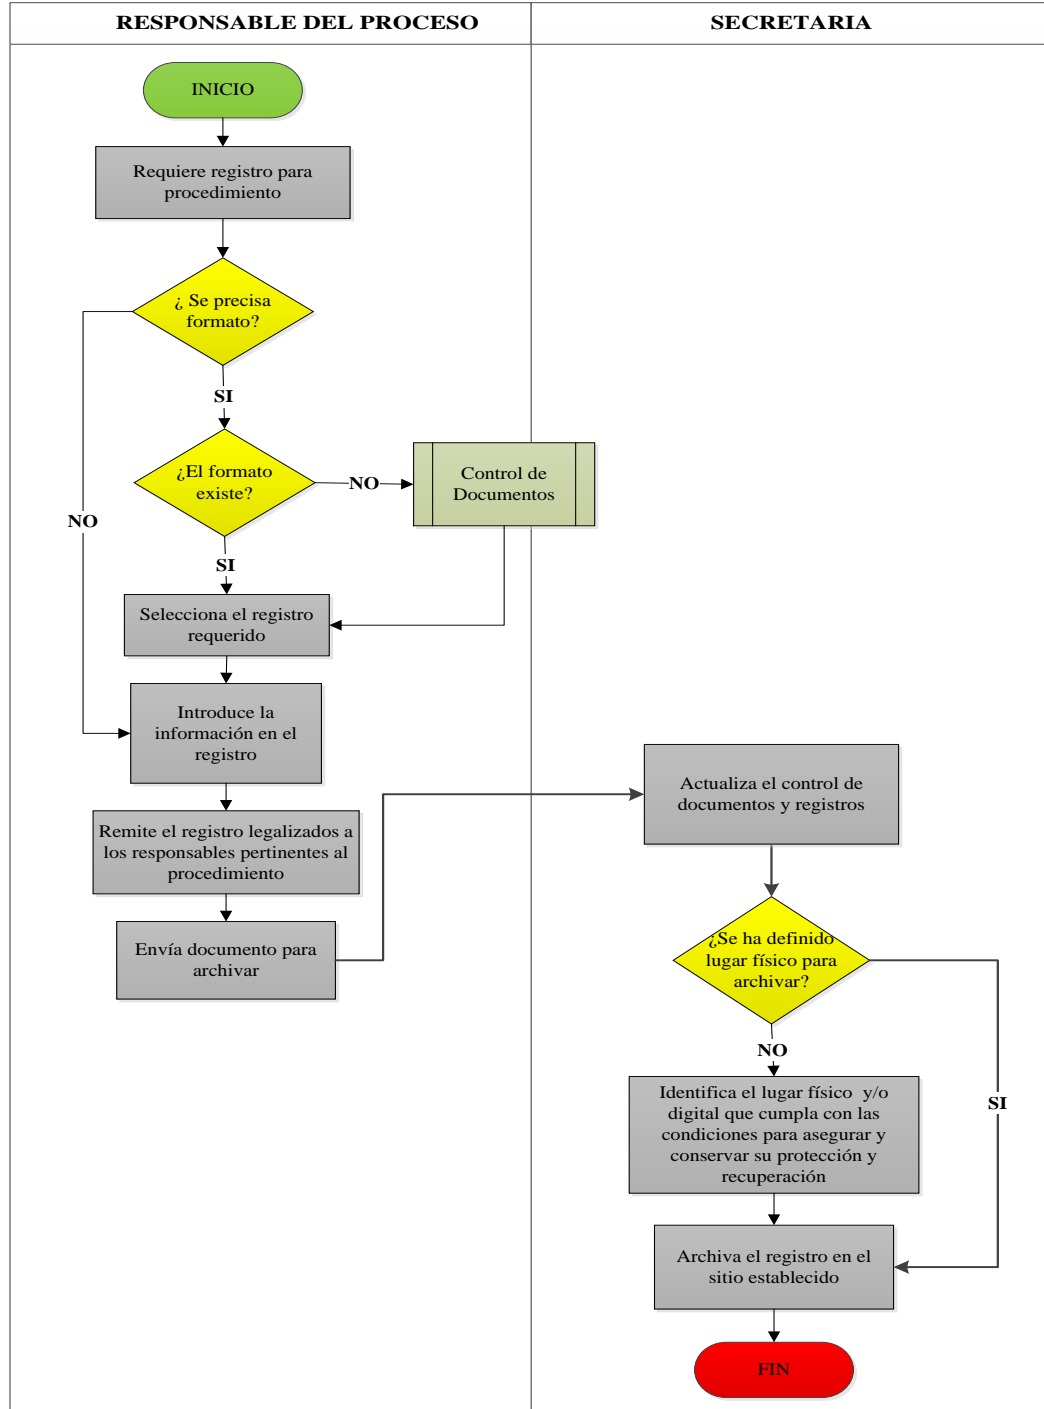 RESPONSABLE DEL PROCESO
SECRETARIA
INICIO
Requiere registro para
procedimiento
¿ Se precisa
formato?
SI
¿El formato
existe?
NO
Control de
Documentos
NO
SI
Selecciona el registro
requerido
Introduce la
información en el
registro
Remite el registro legalizados a
los responsables pertinentes al
procedimiento
Envía documento para
archivar
Actualiza el control de
documentos y registros
¿Se ha definido
lugar físico para
archivar?
NO
SI
Identifica el lugar físico  y/o
digital que cumpla con las
condiciones para asegurar y
conservar su protección y
recuperación
Archiva el registro en el
sitio establecido
FIN